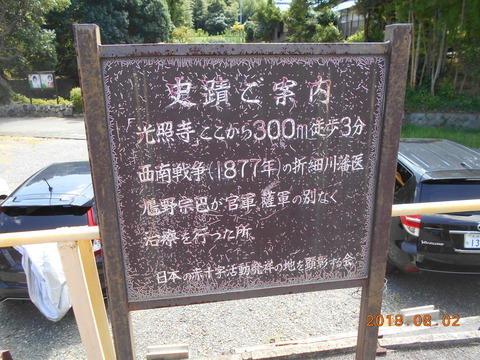 史蹟ご案内
「光照寺」ここから300m徒歩3分
西南戦争(1877年)の折細川藩医
鳩野宗巴が官軍、薩軍の別なく
治療を行った所
日本の赤十字活動発祥の地を顕彰する会
2018.08.02